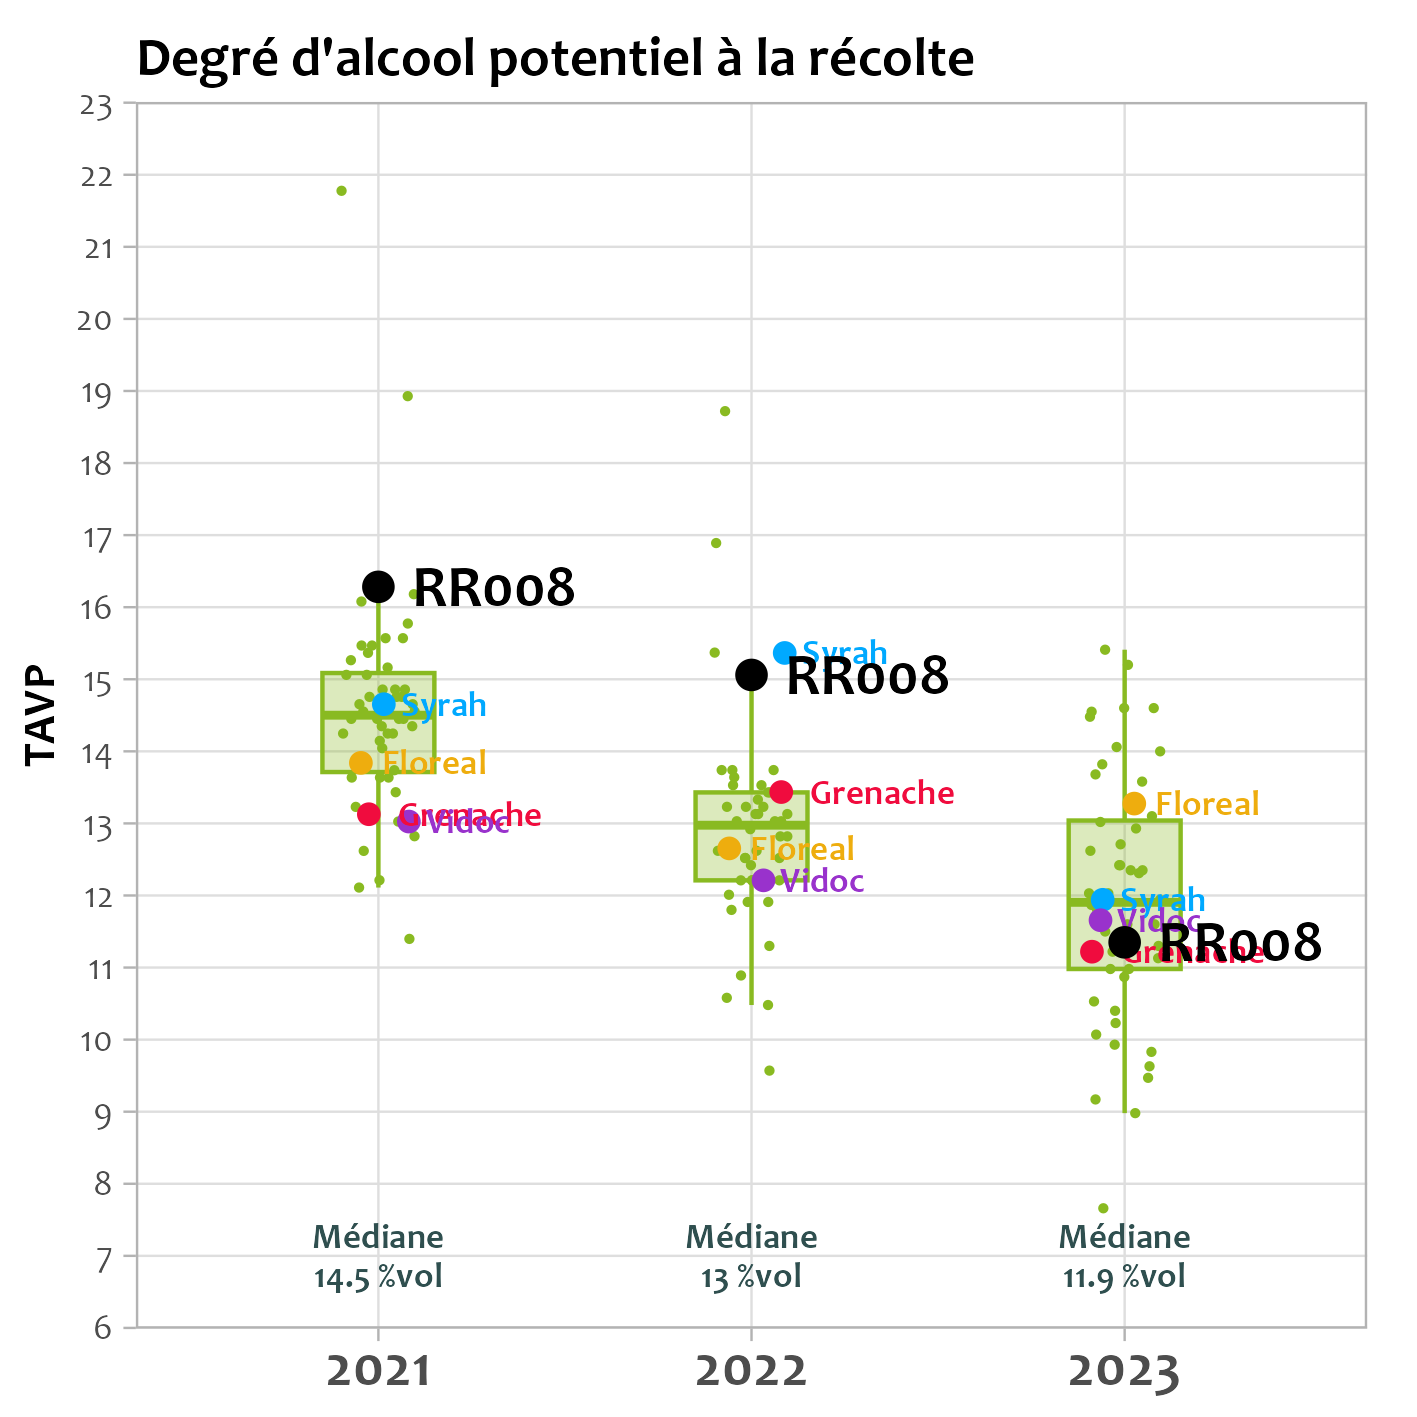 Degré d'alcool potentiel à la récolte
TAVP
23
22
21
20
19
18
17
16
15
14
13
12
11
10
9
8
7
6
RR008
Syrah
Floreal
Grenache
Vidoc
Syrah
RR008
Grenache
Floreal
Vidoc
Floreal
Syrah
Vidoc
RR008
Grenache
Médiane
14.5 %vol
Médiane
13 %vol
Médiane
11.9 %vol
2021
2022
2023